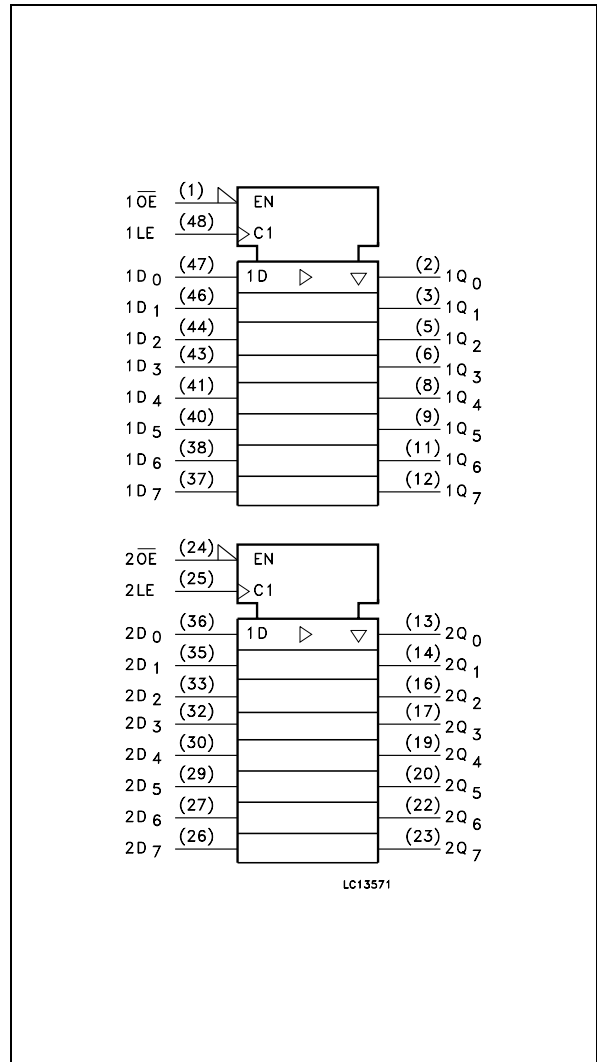 1OE (1) EN
1LE (48) C1
1D0 (47) 1D (2) 1Q0
1D1 (46) (3) 1Q1
1D2 (44) (5) 1Q2
1D3 (43) (6) 1Q3
1D4 (41) (8) 1Q4
1D5 (40) (9) 1Q5
1D6 (38) (11) 1Q6
1D7 (37) (12) 1Q7
2OE (24) EN
2LE (25) C1
2D0 (36) 1D (13) 2Q0
2D1 (35) (14) 2Q1
2D2 (33) (16) 2Q2
2D3 (32) (17) 2Q3
2D4 (30) (19) 2Q4
2D5 (29) (20) 2Q5
2D6 (27) (22) 2Q6
2D7 (26) (23) 2Q7
LC13571